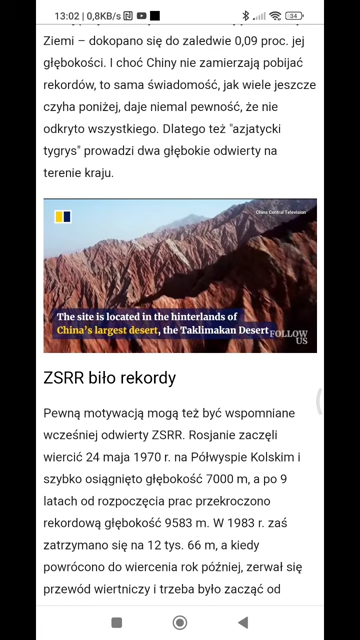 13:02 | 0,8KB/s
34
Ziemi – dokopano się do zaledwie 0,09 proc. jej
głębokości. I choć Chiny nie zamierzają pobijać
rekordów, to sama świadomość, jak wiele jeszcze
czyha poniżej, daje niemal pewność, że nie
odkryto wszystkiego. Dlatego też "azjatycki
tygrys" prowadzi dwa głębokie odwierty na
terenie kraju.
China Central Television
The site is located in the hinterlands of
China's largest desert, the Taklimakan Desert
FOLLOW
US
ZSRR biło rekordy
Pewną motywacją mogą też być wspomniane
wcześniej odwierty ZSRR. Rosjanie zaczęli
wiercić 24 maja 1970 r. na Półwyspie Kolskim i
szybko osiągnięto głębokość 7000 m, a po 9
latach od rozpoczęcia prac przekroczono
rekordową głębokość 9583 m. W 1983 r. zaś
zatrzymano się na 12 tys. 66 m, a kiedy
powrócono do wiercenia rok później, zerwał się
przewód wiertniczy i trzeba było zacząć od